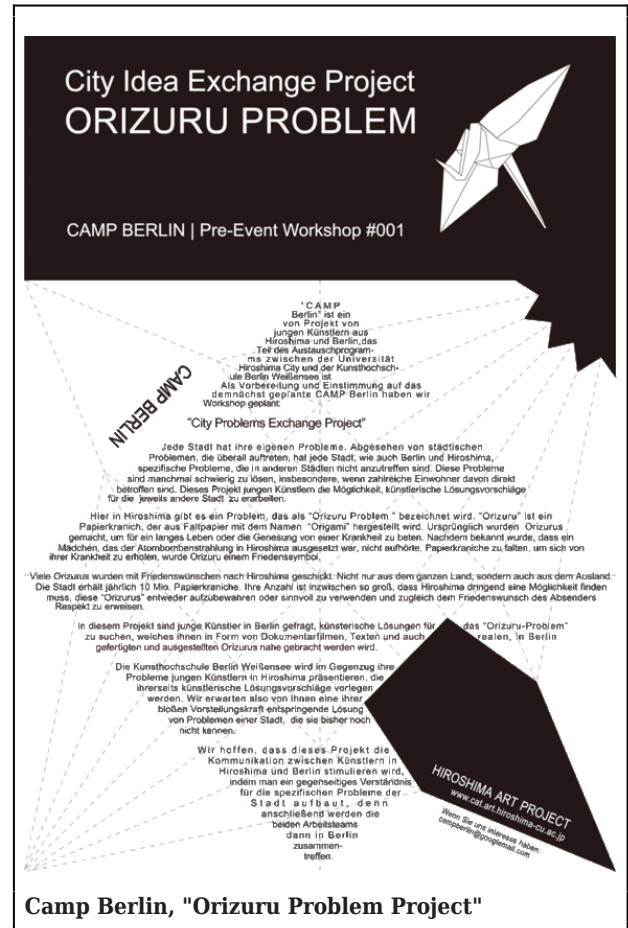 City Idea Exchange Project
ORIZURU PROBLEM
CAMP BERLIN | Pre-Event Workshop #001
"CAMP
Berlin" ist ein
von Projekt von
jungen Künstlern aus
Hiroshima und Berlin,das
Teil des Austauschprogram-
ms zwischen der Universität
Hiroshima City und der Kunsthochsch-
ule Berlin Weißensee ist.
Als Vorbereitung und Einstimmung auf das
demnächst geplante CAMP Berlin haben wir
Workshop geplant:
CAMP BERLIN
"City Problems Exchange Project"
Jede Stadt hat ihre eigenen Probleme. Abgesehen von städtischen
Problemen, die überall auftreten, hat jede Stadt, wie auch Berlin und Hiroshima,
spezifische Probleme, die in anderen Städten nicht anzutreffen sind. Diese Probleme
sind manchmal schwierig zu lösen, insbesondere, wenn zahlreiche Einwohner davon direkt
betroffen sind. Dieses Projekt jungen Künstlern die Möglichkeit, künstlerische Lösungsvorschläge
für die jeweils andere Stadt zu erarbeiten.
Hier in Hiroshima gibt es ein Problem, das als "Orizuru Problem " bezeichnet wird. "Orizuru" ist ein
Papierkranich, der aus Faltpapier mit dem Namen "Origami" hergestellt wird. Ursprünglich wurden Orizurus
gemacht, um für ein langes Leben oder die Genesung von einer Krankheit zu beten. Nachdem bekannt wurde, dass ein
Mädchen, das der Atombombenstrahlung in Hiroshima ausgesetzt war, nicht aufhörte, Papierkraniche zu falten, um sich von
ihrer Krankheit zu erholen, wurde Orizuru einem Friedenssymbol.
Viele Orizurus wurden mit Friedenswünschen nach Hiroshima geschickt. Nicht nur aus dem ganzen Land, sondern auch aus dem Ausland.
Die Stadt erhält jährlich 10 Mio. Papierkraniche. Ihre Anzahl ist inzwischen so groß, dass Hiroshima dringend eine Möglichkeit finden
muss, diese "Orizurus" entweder aufzubewahren oder sinnvoll zu verwenden und zugleich dem Friedenswunsch des Absenders
Respekt zu erweisen.
In diesem Projekt sind junge Künstler in Berlin gefragt, künsterische Lösungen für das "Orizuru-Problem"
zu suchen, welches ihnen in Form von Dokumentarfilmen, Texten und auch realen, in Berlin
gefertigten und ausgestellten Orizurus nahe gebracht werden wird.
Die Kunsthochschule Berlin Weißensee wird im Gegenzug ihre
Probleme jungen Künstlern in Hiroshima präsentieren, die
ihrerseits künstlerische Lösungsvorschläge vorlegen
werden. Wir erwarten also von Ihnen eine ihrer
bloßen Vorstellungskraft entspringende Lösung
von Problemen einer Stadt, die sie bisher noch
nicht kennen.
Wir hoffen, dass dieses Projekt die
Kommunikation zwischen Künstlern in
Hiroshima und Berlin stimulieren wird,
indem man ein gegenseitiges Verständnis
für die spezifischen Probleme der
Stadt aufbaut, denn
anschließend werden die
beiden Arbeitsteams
dann in Berlin
zusammen-
treffen.
HIROSHIMA ART PROJECT
www.cat.art.hiroshima-cu.ac.jp
Wenn Sie uns interesse haben:
campberlin@googlemail.com
Camp Berlin, "Orizuru Problem Project"